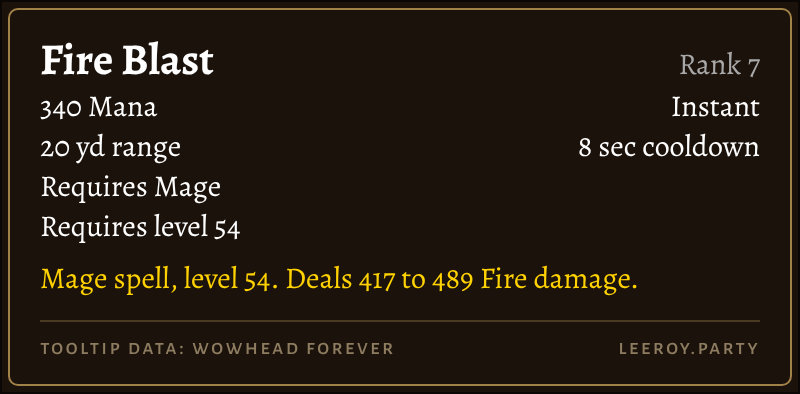 Fire Blast Rank 7
340 Mana Instant
20 yd range 8 sec cooldown
Requires Mage
Requires level 54
Mage spell, level 54. Deals 417 to 489 Fire damage.
TOOLTIP DATA: WOWHEAD FOREVER LEEROY.PARTY